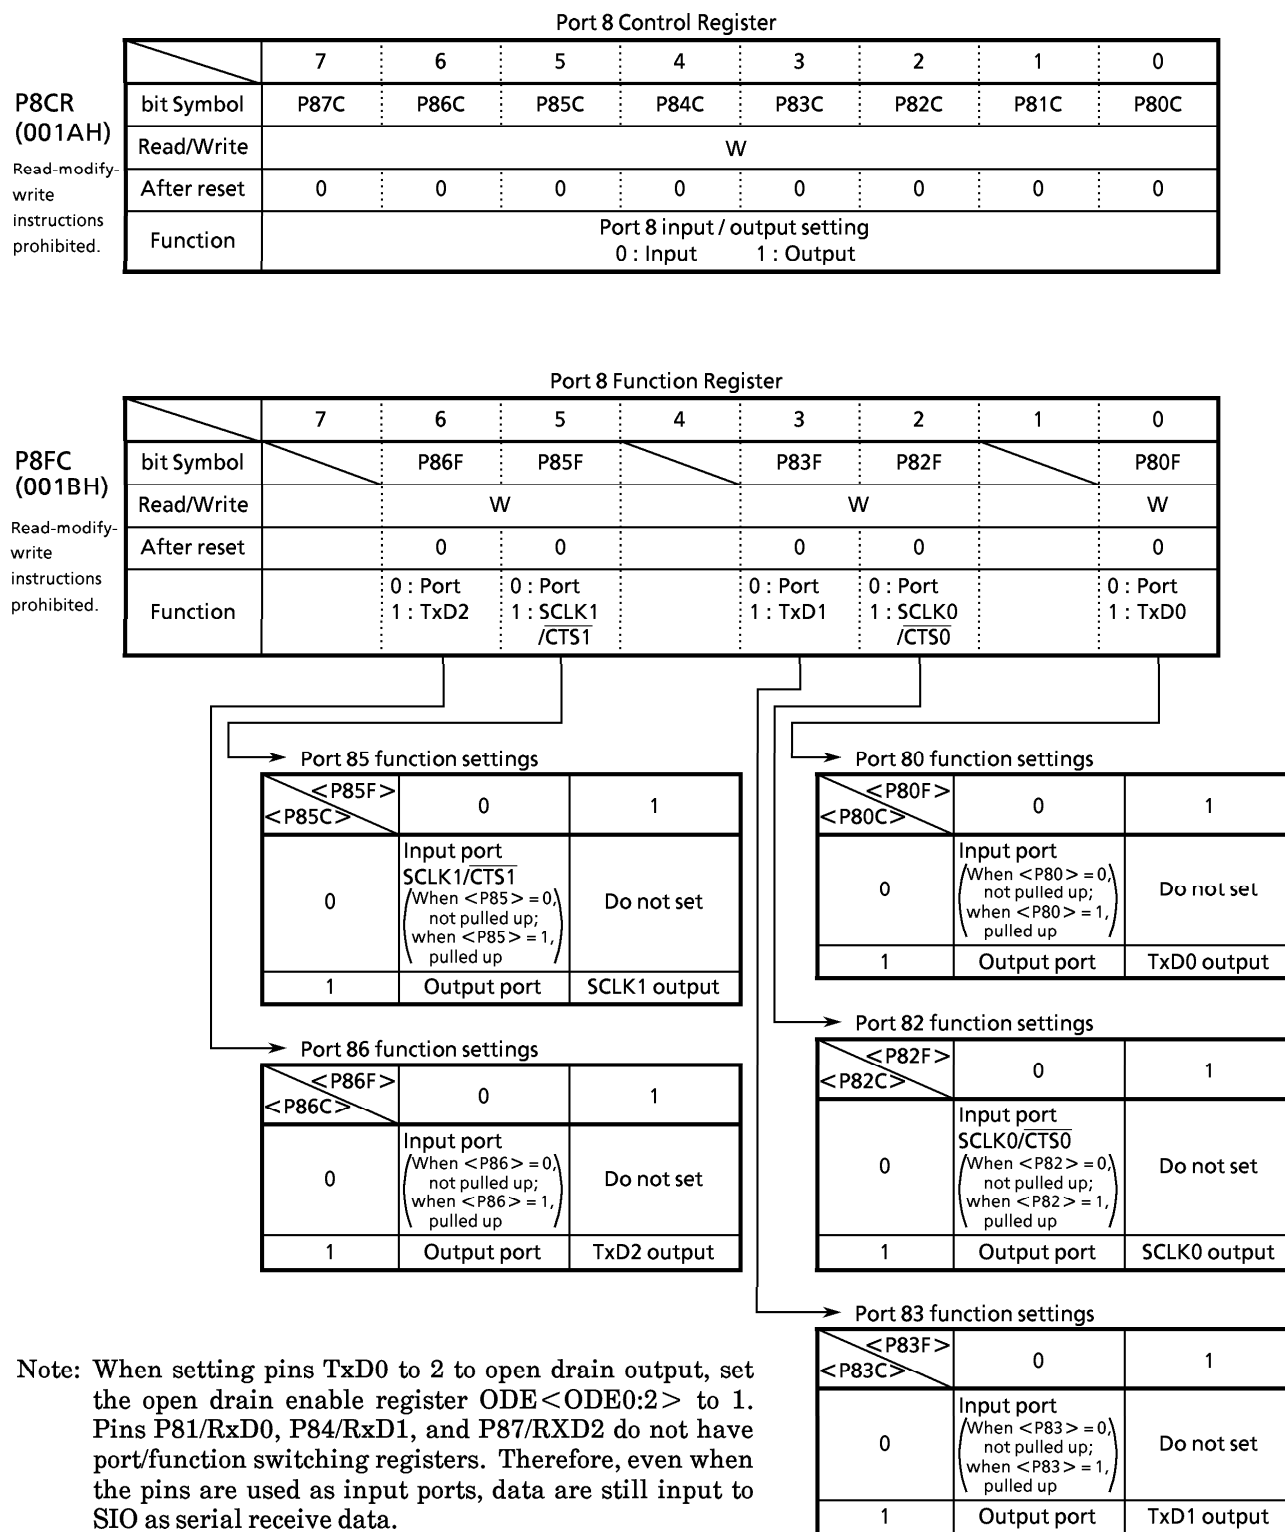 Port 8 Control Register
7 6 5 4 3 2 1 0
P8CR
(001AH)
Read-modify-
write
instructions
prohibited.
bit Symbol P87C P86C P85C P84C P83C P82C P81C P80C
Read/Write W
After reset 0 0 0 0 0 0 0 0
Function Port 8 input / output setting
0 : Input 1 : Output
Port 8 Function Register
7 6 5 4 3 2 1 0
P8FC
(001BH)
Read-modify-
write
instructions
prohibited.
bit Symbol P86F P85F P83F P82F P80F
Read/Write W W W
After reset 0 0 0 0 0
Function
0 : Port 0 : Port 0 : Port 0 : Port 0 : Port
1 : TxD2 1 : SCLK1 1 : TxD1 1 : SCLK0 1 : TxD0
/CTS1 /CTS0
Port 85 function settings
<P85F> 0 1
<P85C>
0
Input port
SCLK1/CTS1
(When <P85> = 0,
not pulled up;
when <P85> = 1,
pulled up)
Do not set
1 Output port SCLK1 output
Port 86 function settings
<P86F> 0 1
<P86C>
0
Input port
(When <P86> = 0,
not pulled up;
when <P86> = 1,
pulled up)
Do not set
1 Output port TxD2 output
Port 80 function settings
<P80F> 0 1
<P80C>
0
Input port
(When <P80> = 0,
not pulled up;
when <P80> = 1,
pulled up)
Do not set
1 Output port TxD0 output
Port 82 function settings
<P82F> 0 1
<P82C>
0
Input port
SCLK0/CTS0
(When <P82> = 0,
not pulled up;
when <P82> = 1,
pulled up)
Do not set
1 Output port SCLK0 output
Port 83 function settings
<P83F> 0 1
<P83C>
0
Input port
(When <P83> = 0,
not pulled up;
when <P83> = 1,
pulled up)
Do not set
1 Output port TxD1 output
Note: When setting pins TxD0 to 2 to open drain output, set
the open drain enable register ODE<ODE0:2> to 1.
Pins P81/RxD0, P84/RxD1, and P87/RXD2 do not have
port/function switching registers. Therefore, even when
the pins are used as input ports, data are still input to
SIO as serial receive data.